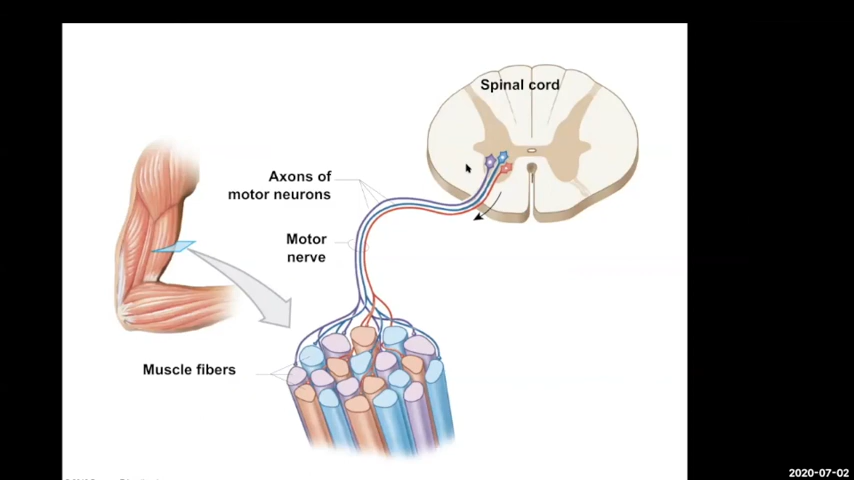 Spinal cord
Axons of
motor neurons
Motor
nerve
Muscle fibers
2020-07-02